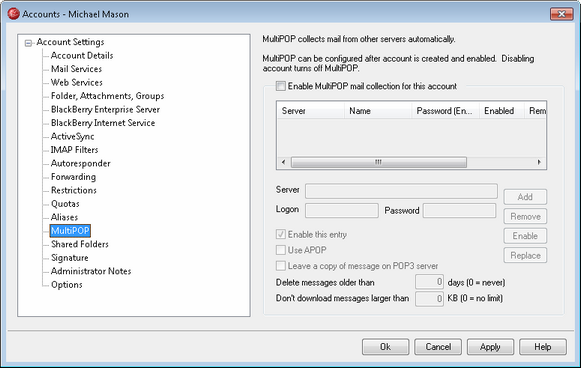 Accounts - Michael Mason
Account Settings
Account Details
Mail Services
Web Services
Folder, Attachments, Groups
BlackBerry Enterprise Server
BlackBerry Internet Service
ActiveSync
IMAP Filters
Autoresponder
Forwarding
Restrictions
Quotas
Aliases
MultiPOP
Shared Folders
Signature
Administrator Notes
Options
MultiPOP collects mail from other servers automatically.
MultiPOP can be configured after account is created and enabled. Disabling
account turns off MultiPOP.
Enable MultiPOP mail collection for this account
Server Name Password (En... Enabled Rem
Server
Add
Logon Password
Remove
Enable this entry
Enable
Use APOP
Replace
Leave a copy of message on POP3 server
Delete messages older than 0 days (0 = never)
Don't download messages larger than 0 KB (0 = no limit)
Ok Cancel Apply Help